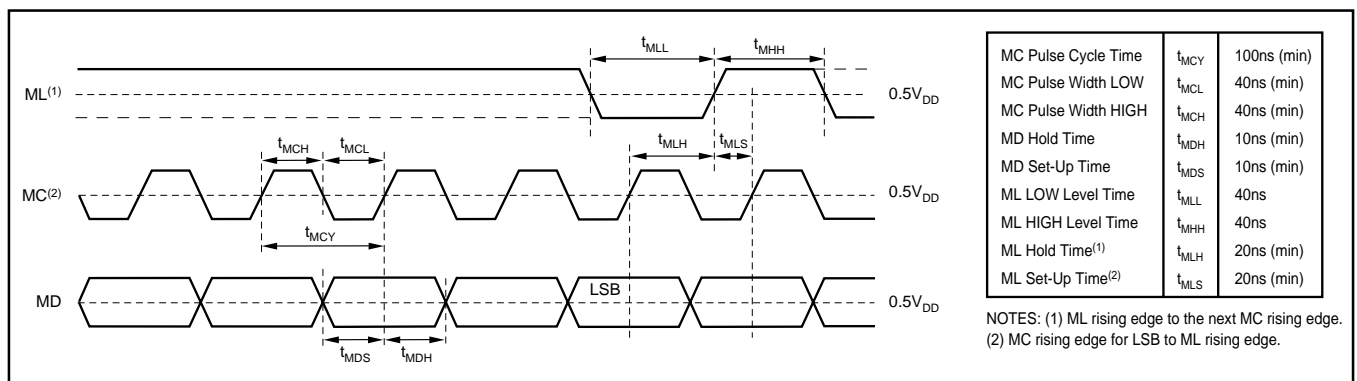 tMLL
tMHH
ML(1)
0.5VDD
tMCH
tMCL
tMLH
tMLS
MC(2)
0.5VDD
tMCY
MD
LSB
0.5VDD
tMDS
tMDH
MC Pulse Cycle Time tMCY 100ns (min)
MC Pulse Width LOW tMCL 40ns (min)
MC Pulse Width HIGH tMCH 40ns (min)
MD Hold Time tMDH 10ns (min)
MD Set-Up Time tMDS 10ns (min)
ML LOW Level Time tMLL 40ns
ML HIGH Level Time tMHH 40ns
ML Hold Time(1) tMLH 20ns (min)
ML Set-Up Time(2) tMLS 20ns (min)
NOTES: (1) ML rising edge to the next MC rising edge.
(2) MC rising edge for LSB to ML rising edge.